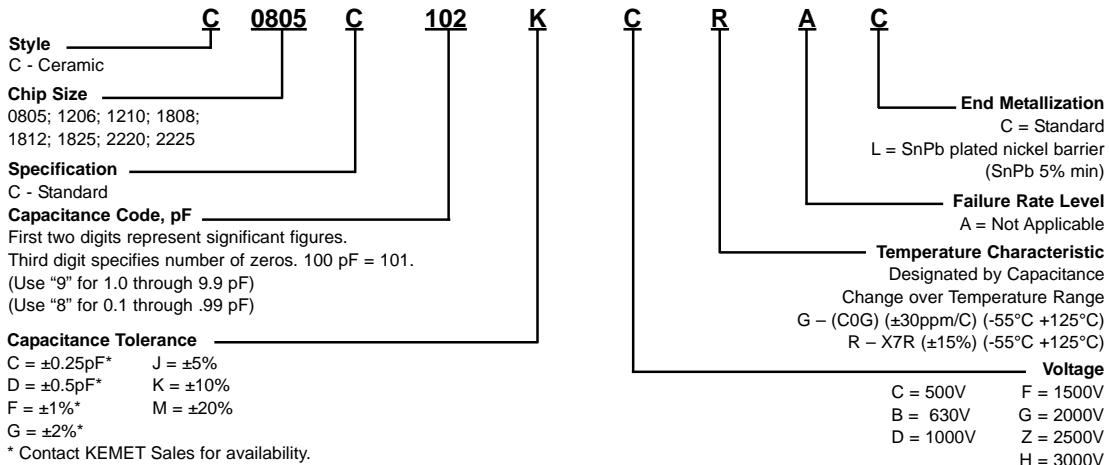 C 0805 C 102 K C R A C
Style
C - Ceramic
Chip Size
0805; 1206; 1210; 1808;
1812; 1825; 2220; 2225
Specification
C - Standard
Capacitance Code, pF
First two digits represent significant figures.
Third digit specifies number of zeros. 100 pF = 101.
(Use “9” for 1.0 through 9.9 pF)
(Use “8” for 0.1 through .99 pF)
Capacitance Tolerance
C = ±0.25pF* J = ±5%
D = ±0.5pF* K = ±10%
F = ±1%* M = ±20%
G = ±2%*
* Contact KEMET Sales for availability.
End Metallization
C = Standard
L = SnPb plated nickel barrier
(SnPb 5% min)
Failure Rate Level
A = Not Applicable
Temperature Characteristic
Designated by Capacitance
Change over Temperature Range
G – (C0G) (±30ppm/C) (-55°C +125°C)
R – X7R (±15%) (-55°C +125°C)
Voltage
C = 500V F = 1500V
B = 630V G = 2000V
D = 1000V Z = 2500V
H = 3000V